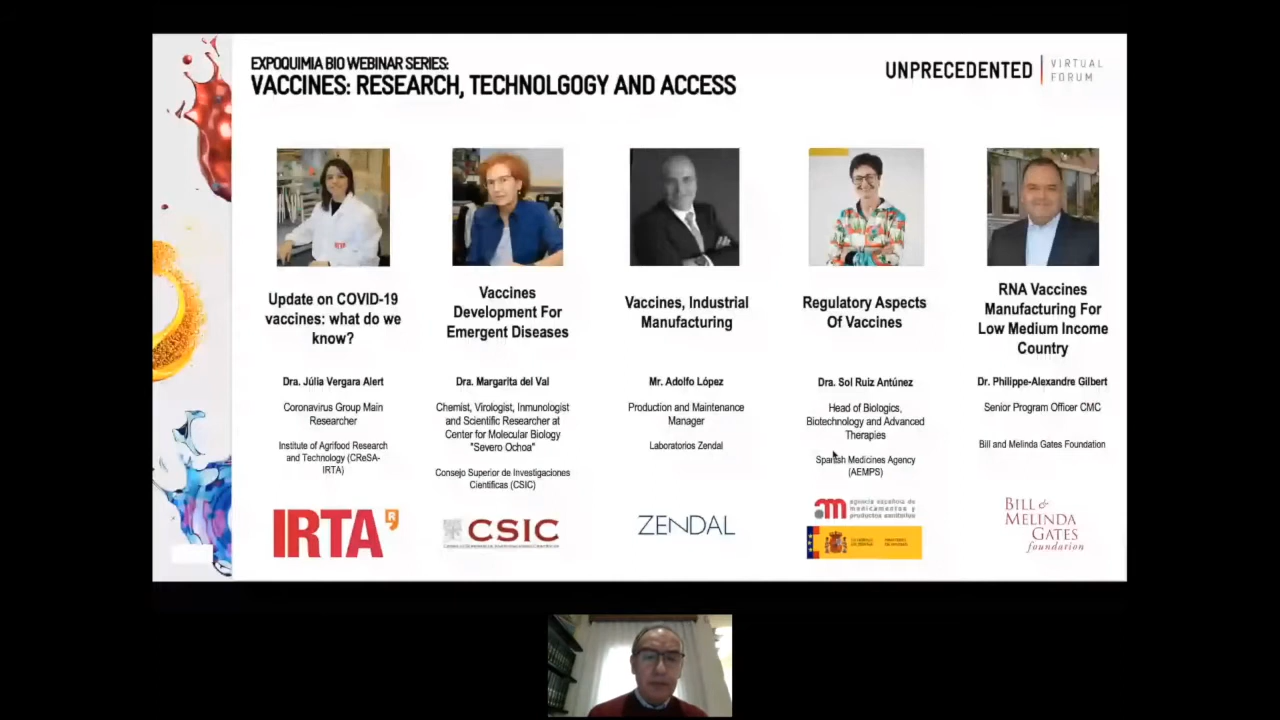 EXPOQUIMIA BIO WEBINAR SERIES:
VACCINES: RESEARCH, TECHNOLGOGY AND ACCESS
UNPRECEDENTED
VIRTUAL
FORUM
Update on COVID-19
vaccines: what do we
know?
Dra. Júlia Vergara Alert
Coronavirus Group Main
Researcher
Institute of Agrifood Research
and Technology (CReSA-
IRTA)
IRTA
R
Vaccines
Development For
Emergent Diseases
Dra. Margarita del Val
Chemist, Virologist, Inmunologist
and Scientific Researcher at
Center for Molecular Biology
"Severo Ochoa"
Consejo Superior de Investigaciones
Científicas (CSIC)
CSIC
Vaccines, Industrial
Manufacturing
Mr. Adolfo López
Production and Maintenance
Manager
Laboratorios Zendal
ZENDAL
Regulatory Aspects
Of Vaccines
Dra. Sol Ruiz Antúnez
Head of Biologics,
Biotechnology and Advanced
Therapies
Spanish Medicines Agency
(AEMPS)
agencia española de
medicamentos y
productos sanitarios
RNA Vaccines
Manufacturing For
Low Medium Income
Country
Dr. Philippe-Alexandre Gilbert
Senior Program Officer CMC
Bill and Melinda Gates Foundation
BILL &
MELINDA
GATES
foundation